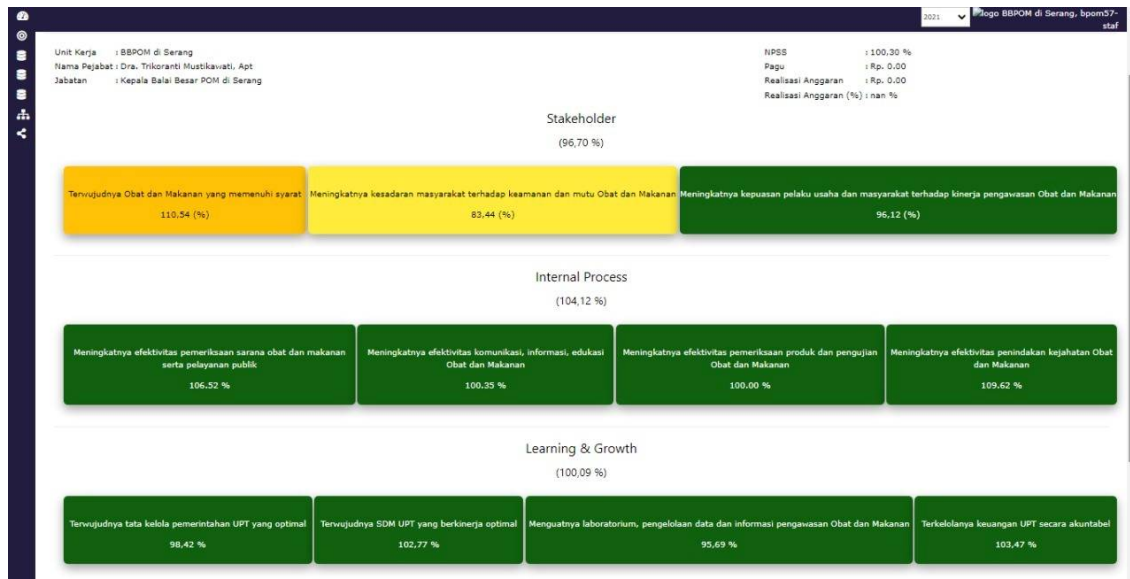 2021
logo BBPOM di Serang, bpom57-
staf
Unit Kerja : BBPOM di Serang
Nama Pejabat : Dra. Trikoranti Mustikawati, Apt
Jabatan : Kepala Balai Besar POM di Serang
NPSS : 100,30 %
Pagu : Rp. 0.00
Realisasi Anggaran : Rp. 0.00
Realisasi Anggaran (%) : nan %
Stakeholder
(96,70 %)
Terwujudnya Obat dan Makanan yang memenuhi syarat
110,54 (%)
Meningkatnya kesadaran masyarakat terhadap keamanan dan mutu Obat dan Makanan
83,44 (%)
Meningkatnya kepuasan pelaku usaha dan masyarakat terhadap kinerja pengawasan Obat dan Makanan
96,12 (%)
Internal Process
(104,12 %)
Meningkatnya efektivitas pemeriksaan sarana obat dan makanan
serta pelayanan publik
106.52 %
Meningkatnya efektivitas komunikasi, informasi, edukasi
Obat dan Makanan
100.35 %
Meningkatnya efektivitas pemeriksaan produk dan pengujian
Obat dan Makanan
100.00 %
Meningkatnya efektivitas penindakan kejahatan Obat
dan Makanan
109.62 %
Learning & Growth
(100,09 %)
Terwujudnya tata kelola pemerintahan UPT yang optimal
98,42 %
Terwujudnya SDM UPT yang berkinerja optimal
102,77 %
Menguatnya laboratorium, pengelolaan data dan informasi pengawasan Obat dan Makanan
95,69 %
Terkelolanya keuangan UPT secara akuntabel
103,47 %